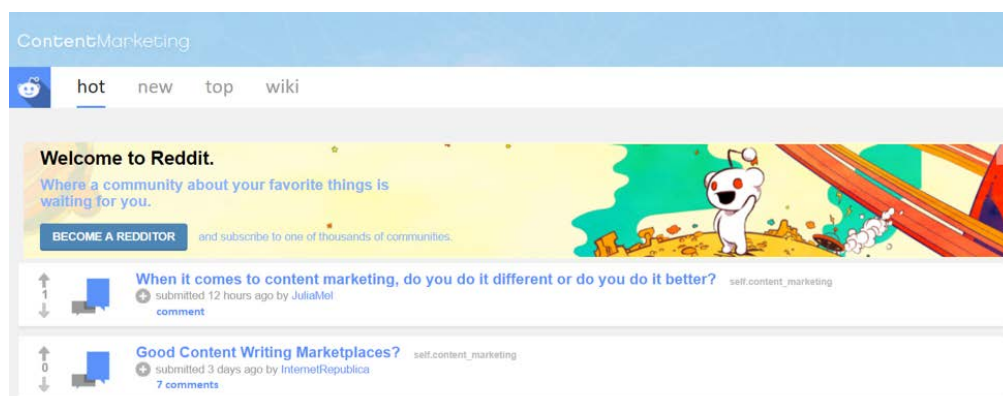 ContentMarketing
hot new top wiki
Welcome to Reddit.
Where a community about your favorite things is
waiting for you.
BECOME A REDDITOR and subscribe to one of thousands of communities.
When it comes to content marketing, do you do it different or do you do it better? self.content_marketing
1
submitted 12 hours ago by JuliaMel
comment
Good Content Writing Marketplaces? self.content_marketing
0
submitted 3 days ago by InternetRepublica
7 comments